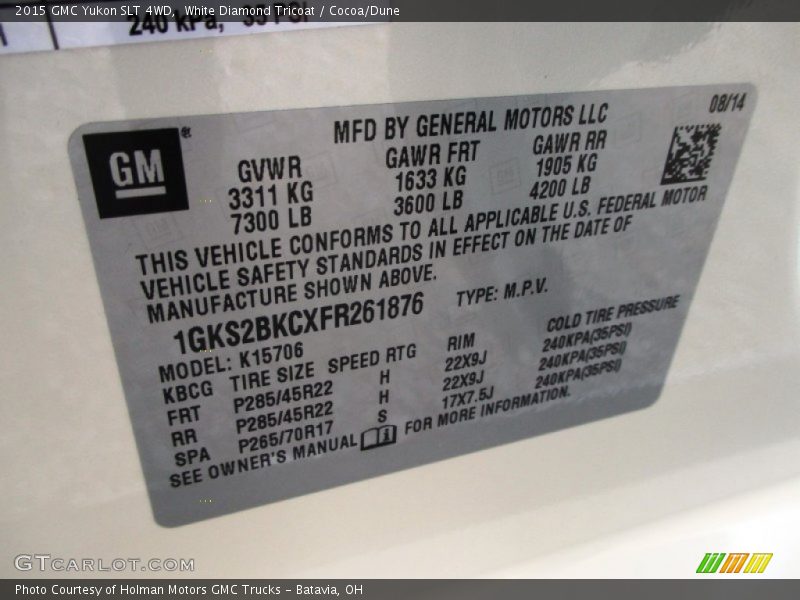 2015 GMC Yukon SLT 4WD, White Diamond Tricoat / Cocoa/Dune
240 kPa, 35 PSI
MFD BY GENERAL MOTORS LLC 08/14
GM®
GVWR GAWR FRT GAWR RR
3311 KG 1633 KG 1905 KG
7300 LB 3600 LB 4200 LB
THIS VEHICLE CONFORMS TO ALL APPLICABLE U.S. FEDERAL MOTOR
VEHICLE SAFETY STANDARDS IN EFFECT ON THE DATE OF
MANUFACTURE SHOWN ABOVE.
1GKS2BKCXFR261876 TYPE: M.P.V.
MODEL: K15706
KBCG TIRE SIZE SPEED RTG RIM COLD TIRE PRESSURE
FRT P285/45R22 H 22X9J 240KPA(35PSI)
RR P285/45R22 H 22X9J 240KPA(35PSI)
SPA P265/70R17 S 17X7.5J 240KPA(35PSI)
SEE OWNER'S MANUAL FOR MORE INFORMATION.
GTCARLOT.COM
Photo Courtesy of Holman Motors GMC Trucks - Batavia, OH